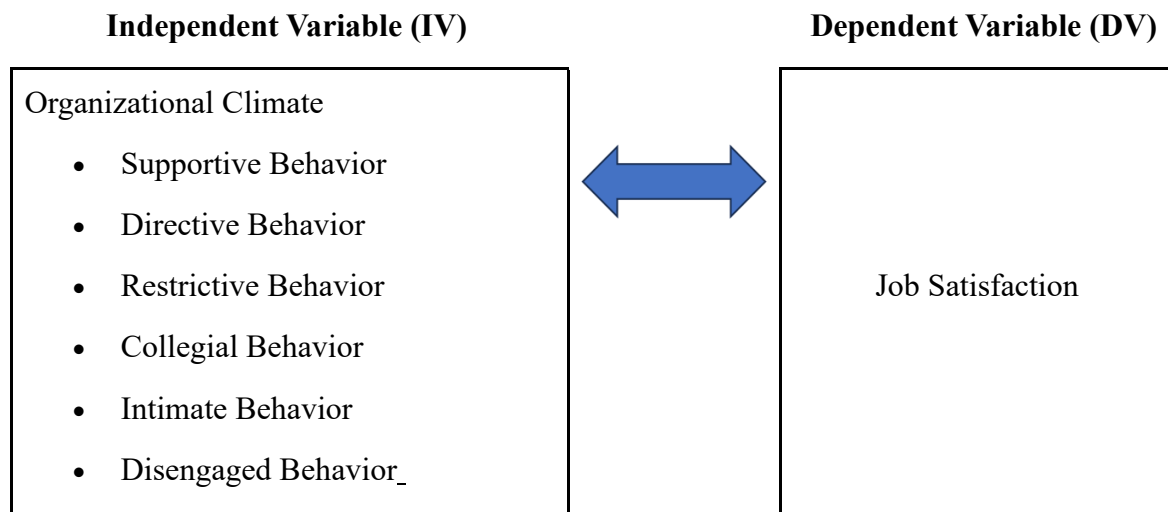 Independent Variable (IV)
Dependent Variable (DV)
Organizational Climate
• Supportive Behavior
• Directive Behavior
• Restrictive Behavior
• Collegial Behavior
• Intimate Behavior
• Disengaged Behavior_
Job Satisfaction